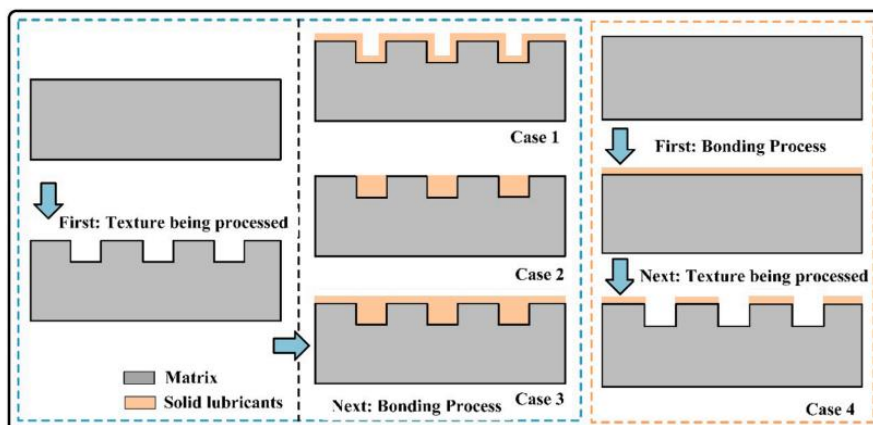 First: Texture being processed
Matrix
Solid lubricants
Case 1
Case 2
Case 3
Next: Bonding Process
First: Bonding Process
Next: Texture being processed
Case 4